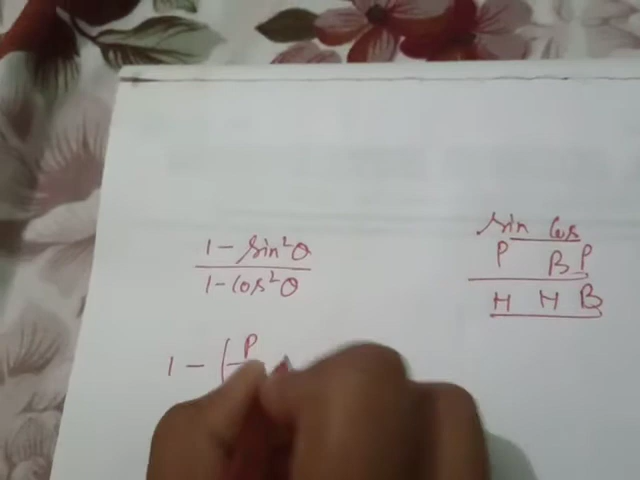 1 - sin²θ
1 - cos²θ
sin cos
P B P
H H B
1 - ( P